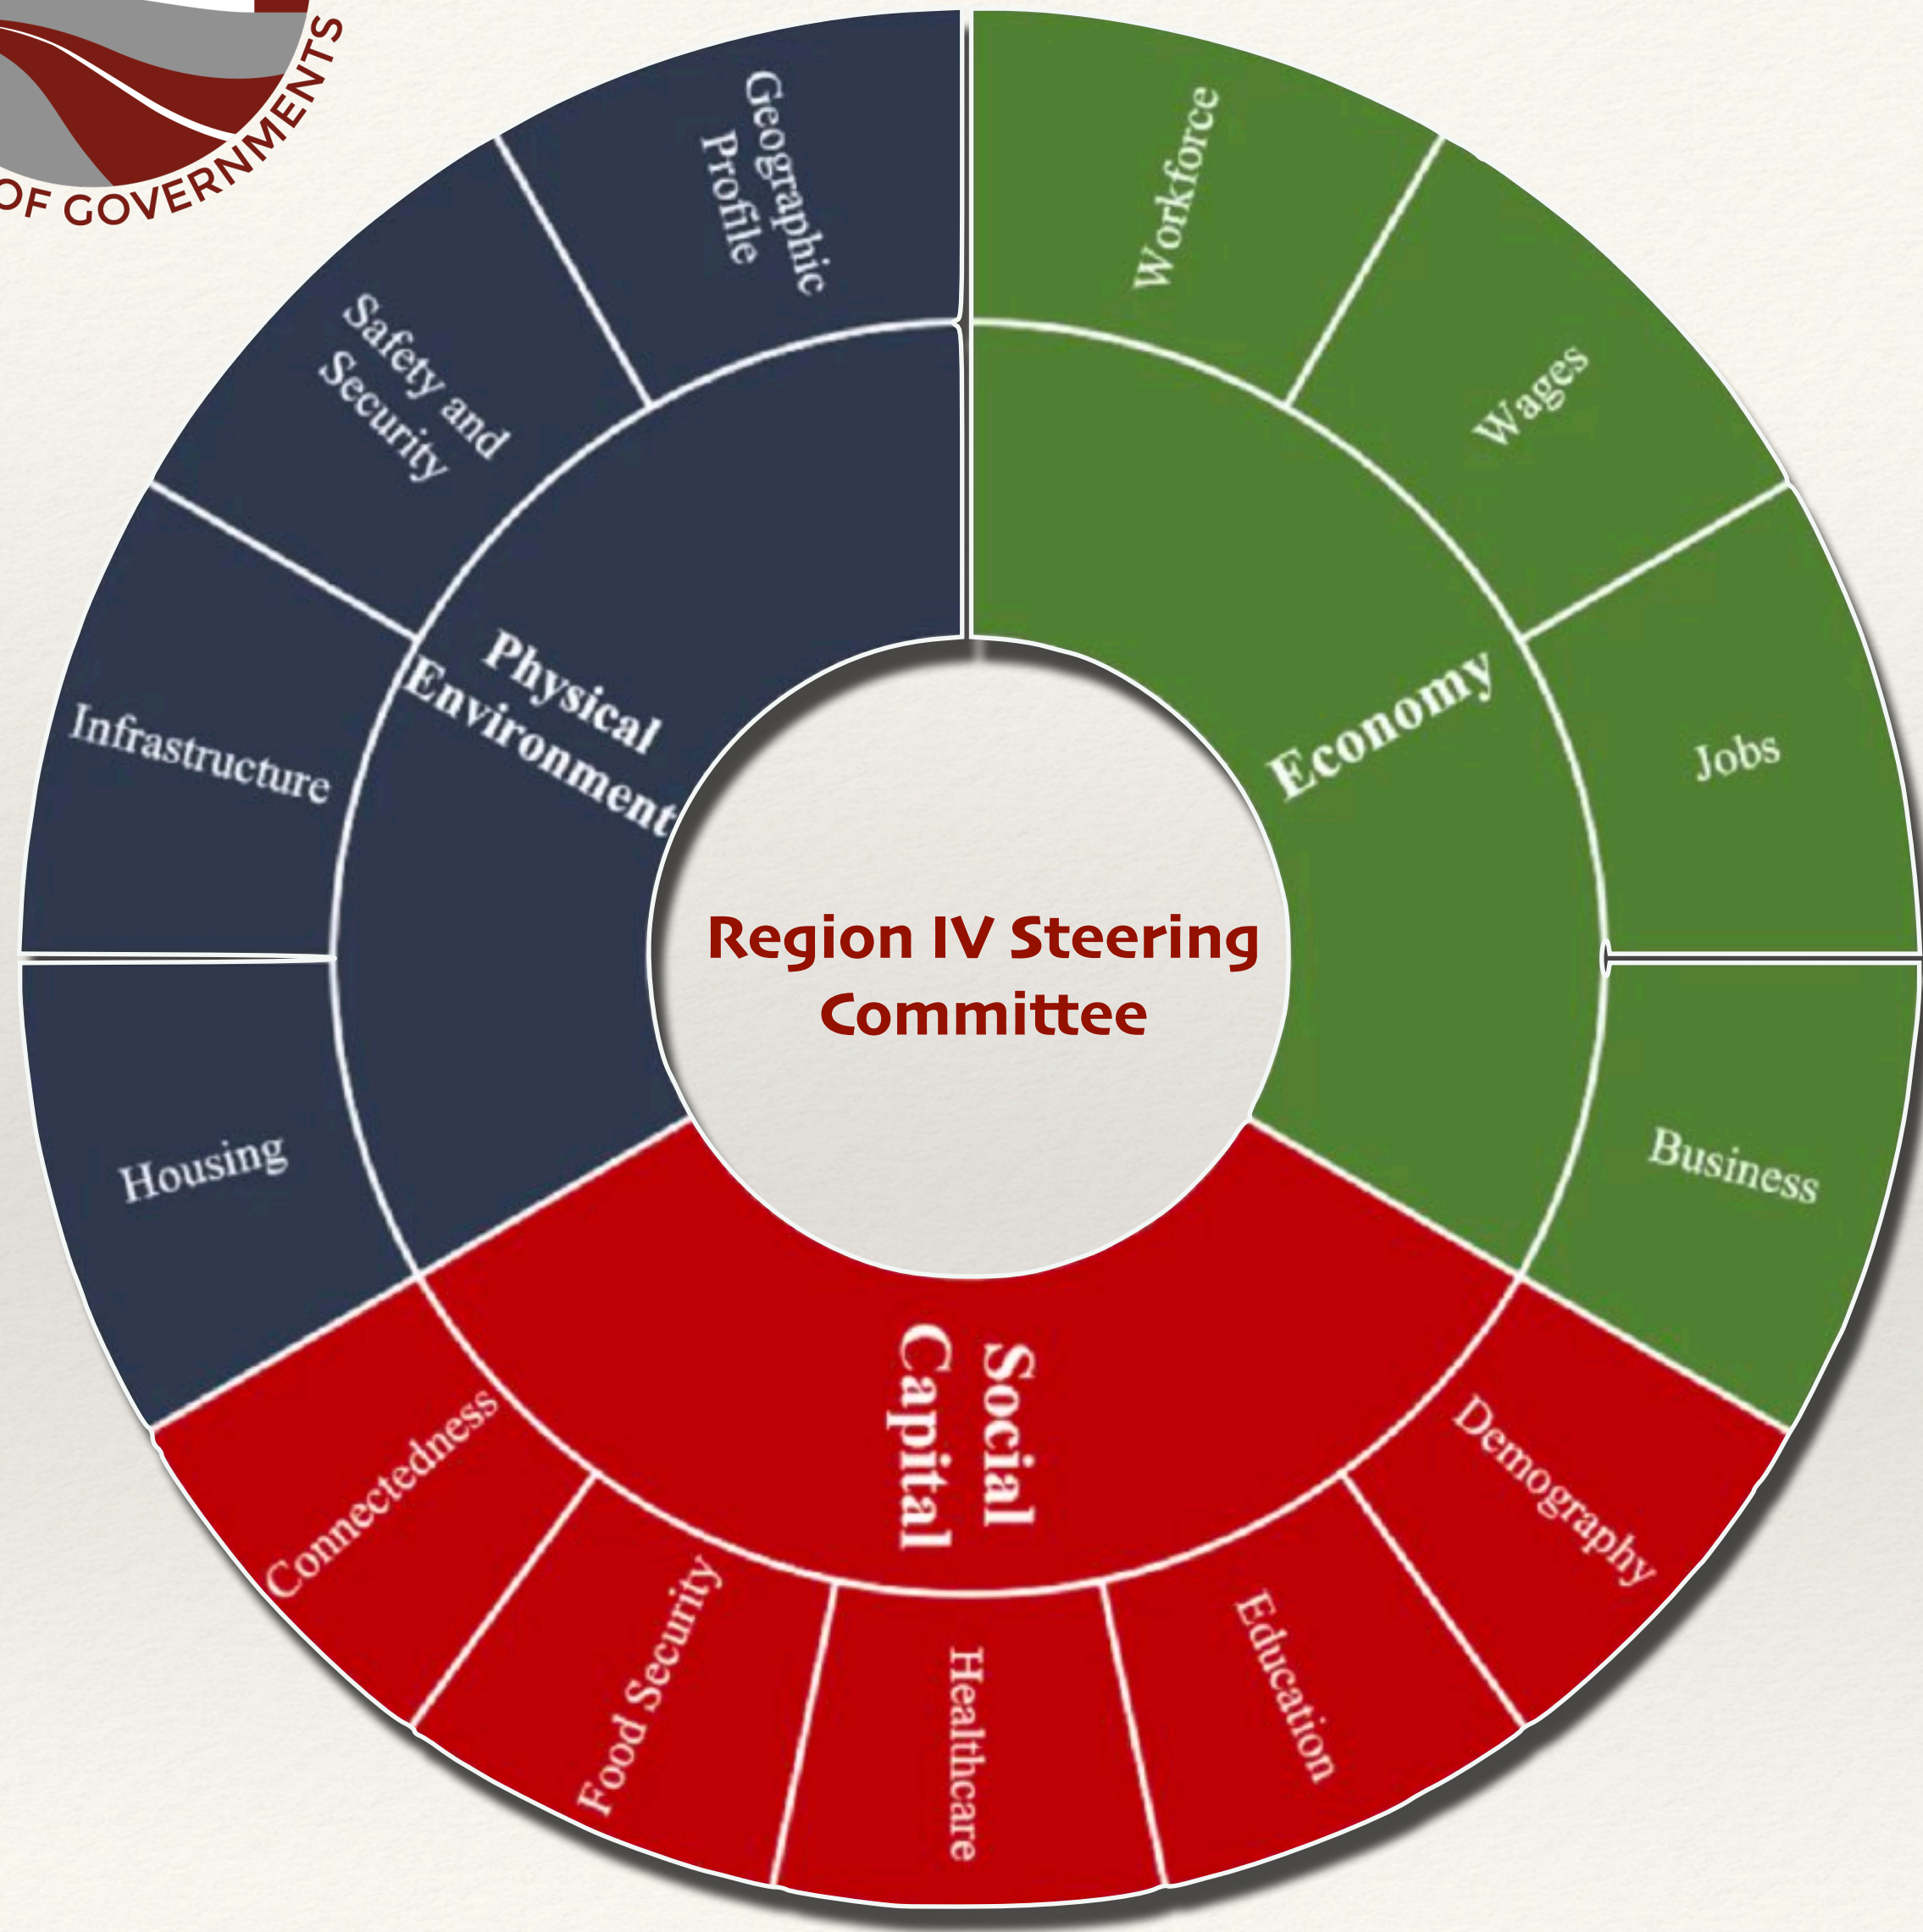 OF GOVERNMENTS
Geographic
Profile
Workforce
Safety and
Security
Wages
Infrastructure
Physical
Environment
Economy
Jobs
Region IV Steering
Committee
Housing
Business
Social
Capital
Connectedness
Food Security
Healthcare
Education
Demography